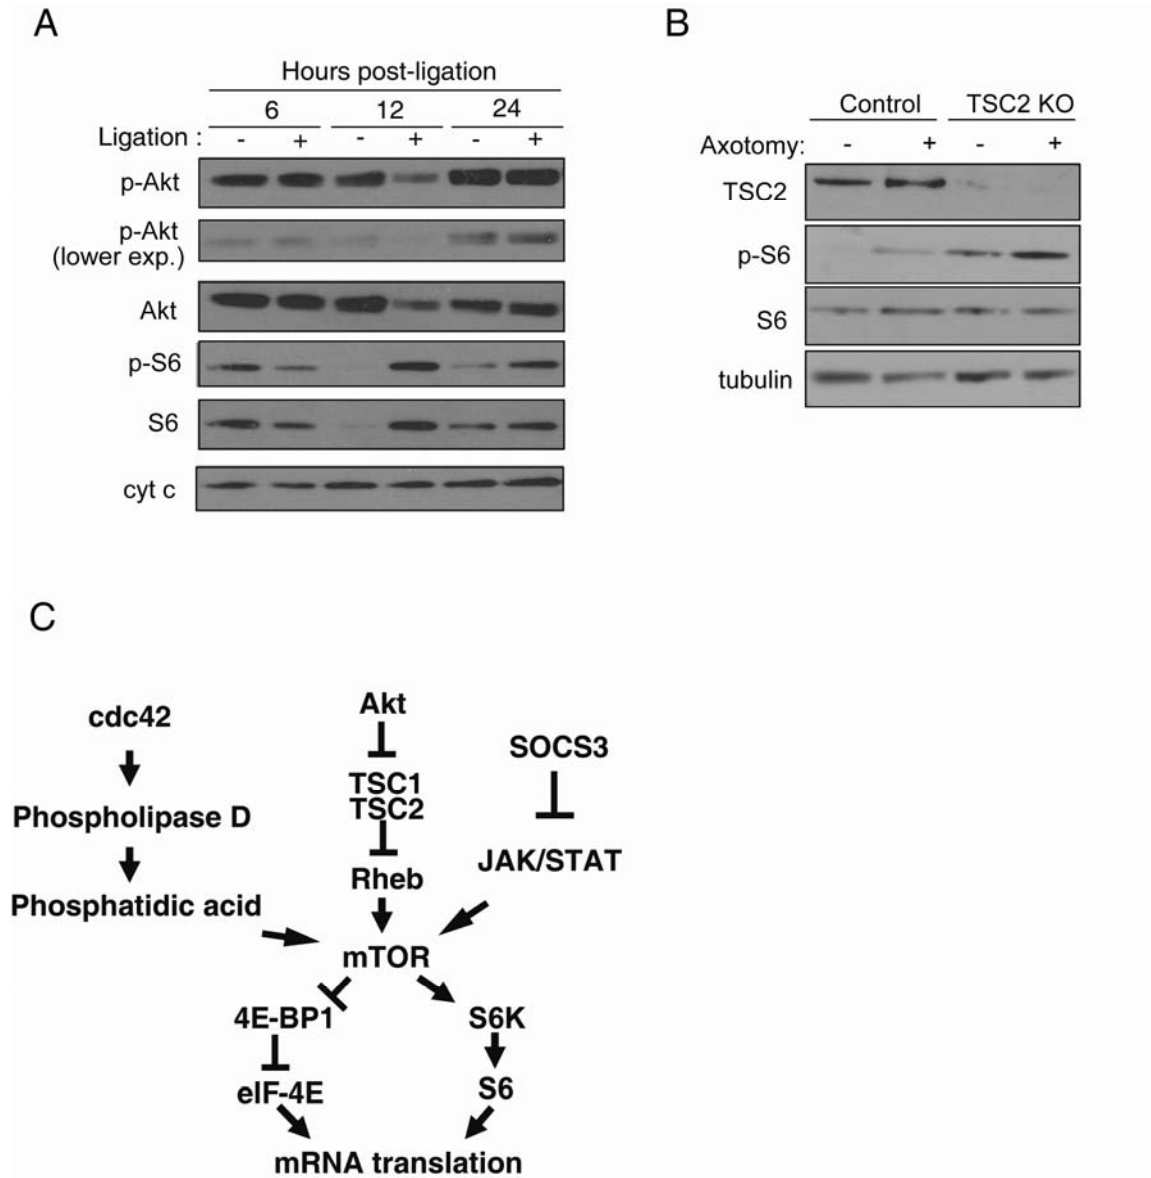 A
Hours post-ligation
6 12 24
Ligation : - + - + - +
p-Akt
p-Akt
(lower exp.)
Akt
p-S6
S6
cyt c
B
Control TSC2 KO
Axotomy: - + - +
TSC2
p-S6
S6
tubulin
C
cdc42
Phospholipase D
Phosphatidic acid
Akt
TSC1
TSC2
Rheb
SOCS3
JAK/STAT
mTOR
4E-BP1
eIF-4E
S6K
S6
mRNA translation